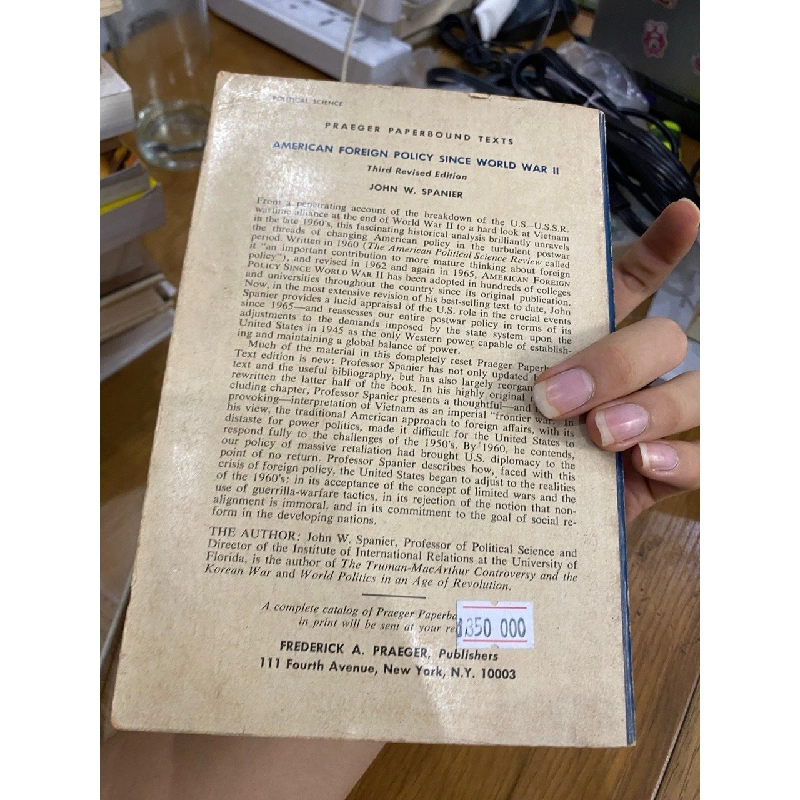 POLITICAL SCIENCE
PRAEGER PAPERBOUND TEXTS
AMERICAN FOREIGN POLICY SINCE WORLD WAR II
Third Revised Edition
JOHN W. SPANIER
From a penetrating account of the breakdown of the U.S.-U.S.S.R.
wartime alliance at the end of World War II to a hard look at Vietnam
in the late 1960's, this fascinating historical analysis brilliantly unravels
the threads of changing American policy in the turbulent postwar
period. Written in 1960 (The American Political Science Review called
it "an important contribution to more mature thinking about foreign
policy"), and revised in 1962 and again in 1965, AMERICAN FOREIGN
POLICY SINCE WORLD WAR II has been adopted in hundreds of colleges
and universities throughout the country since its original publication.
Now, in the most extensive revision of his best-selling text to date, John
Spanier provides a lucid appraisal of the U.S. role in the crucial events
since 1965—and reassesses our entire postwar policy in terms of its
adjustments to the demands imposed by the state system upon the
United States in 1945 as the only Western power capable of establish-
ing and maintaining a global balance of power.
Much of the material in this completely reset Praeger Paperb
Text edition is new: Professor Spanier has not only updated
text and the useful bibliography, but has also largely reorgan
rewritten the latter half of the book. In his highly original
cluding chapter, Professor Spanier presents a thoughtful—and
provoking—interpretation of Vietnam as an imperial "frontier war." In
his view, the traditional American approach to foreign affairs, with its
distaste for power politics, made it difficult for the United States to
respond fully to the challenges of the 1950's. By 1960, he contends,
our policy of massive retaliation had brought U.S. diplomacy to the
point of no return. Professor Spanier describes how, faced with this
crisis of foreign policy, the United States began to adjust to the realities
of the 1960's: in its acceptance of the concept of limited wars and the
use of guerrilla-warfare tactics, in its rejection of the notion that non-
alignment is immoral, and in its commitment to the goal of social re-
form in the developing nations.
THE AUTHOR: John W. Spanier, Professor of Political Science and
Director of the Institute of International Relations at the University of
Florida, is the author of The Truman-MacArthur Controversy and the
Korean War and World Politics in an Age of Revolution.
A complete catalog of Praeger Paperbo
in print will be sent at your re
350 000
FREDERICK A. PRAEGER, Publishers
111 Fourth Avenue, New York, N.Y. 10003